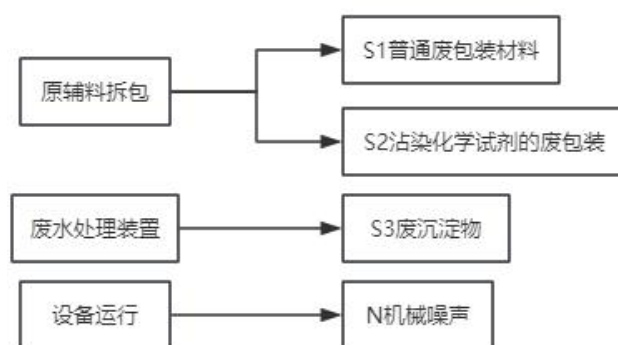 S1普通废包装材料
原辅料拆包
S2沾染化学试剂的废包装
废水处理装置
S3废沉淀物
设备运行
N机械噪声